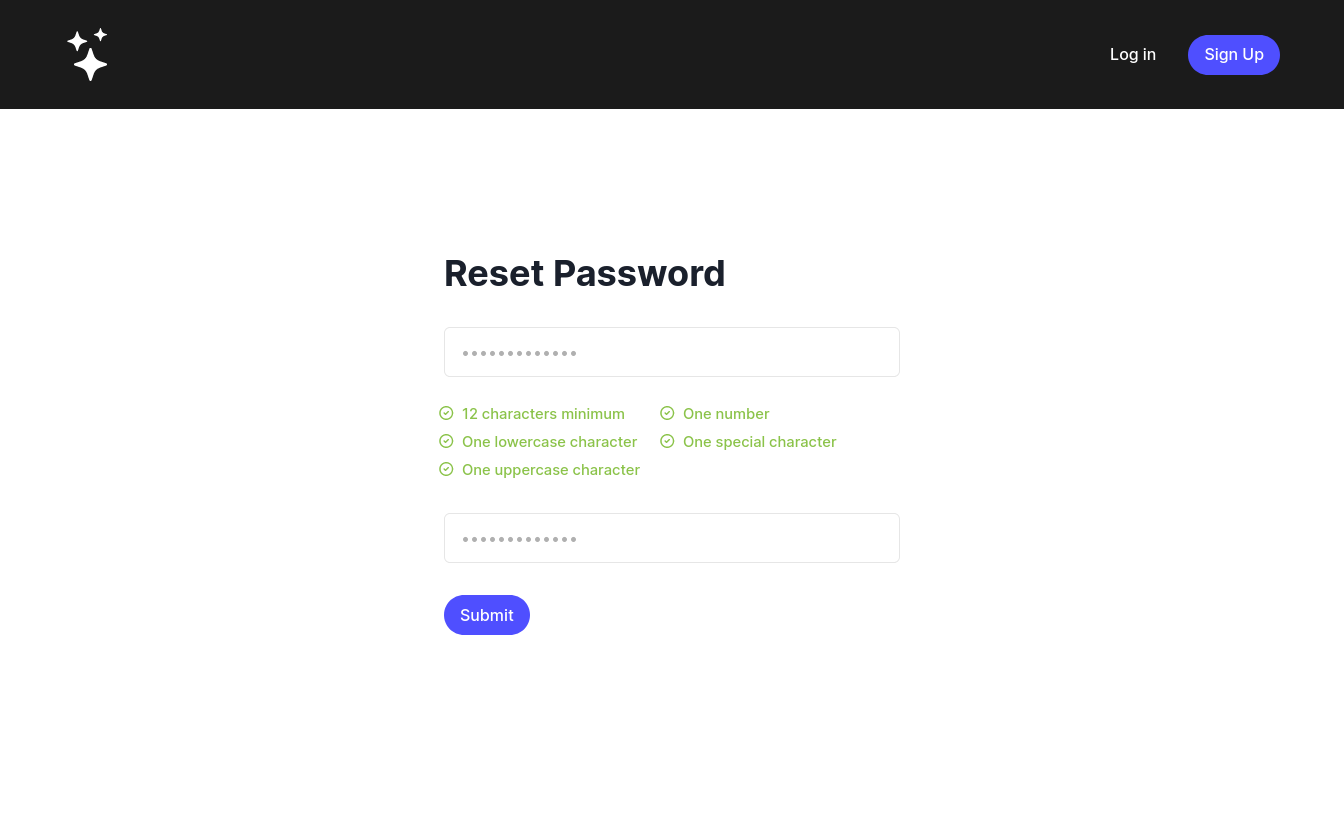 Log in
Sign Up
Reset Password
•••••••••••••
12 characters minimum
One number
One lowercase character
One special character
One uppercase character
•••••••••••••
Submit